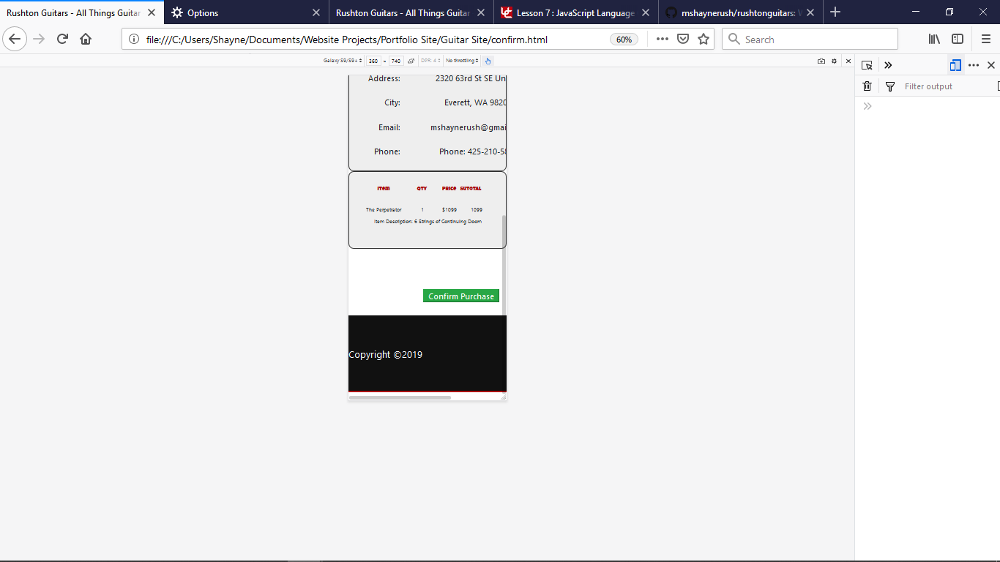 Rushton Guitars - All Things Guitar
Options
Rushton Guitars - All Things Guitar
Lesson 7 : JavaScript Language
mshaynerush/rushtonguitars:
file:///C:/Users/Shayne/Documents/Website Projects/Portfolio Site/Guitar Site/confirm.html
60%
Search
Galaxy S9/S9+ 360 × 740 DPR: 4 No throttling
Filter output
Address: 2320 63rd St SE Un
City: Everett, WA 9820
Email: mshaynerush@gmai
Phone: Phone: 425-210-58
Item QTY Price Sutotal
The Perpetrator 1 $1099 1099
Item Description: 6 Strings of Continuing Doom
Confirm Purchase
Copyright ©2019